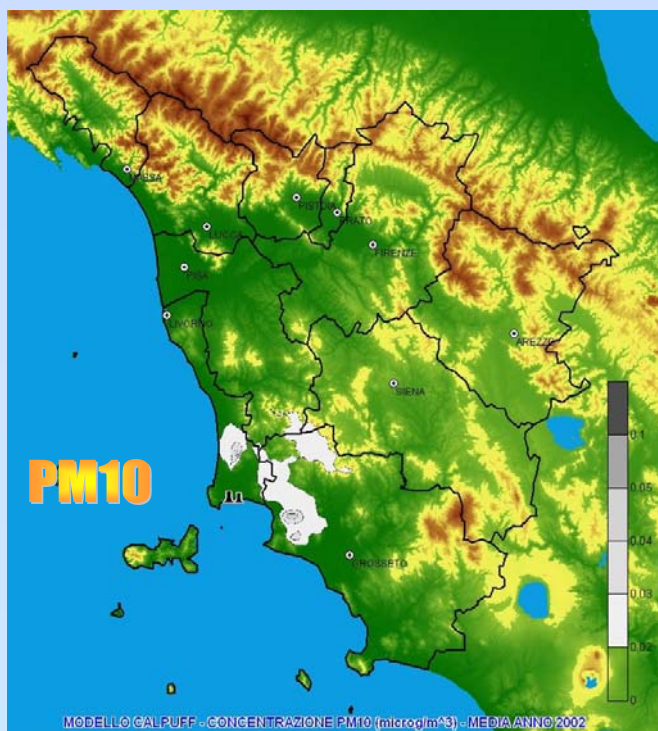 MASSA
PISTOIA
PRATO
LUCCA
FIRENZE
PISA
LIVORNO
AREZZO
SIENA
0.1
PM10
0.05
0.04
GROSSETO
0.03
0.02
0
MODELLO CALPUFF - CONCENTRAZIONE PM10 (microg/m^3) - MEDIA ANNO 2002